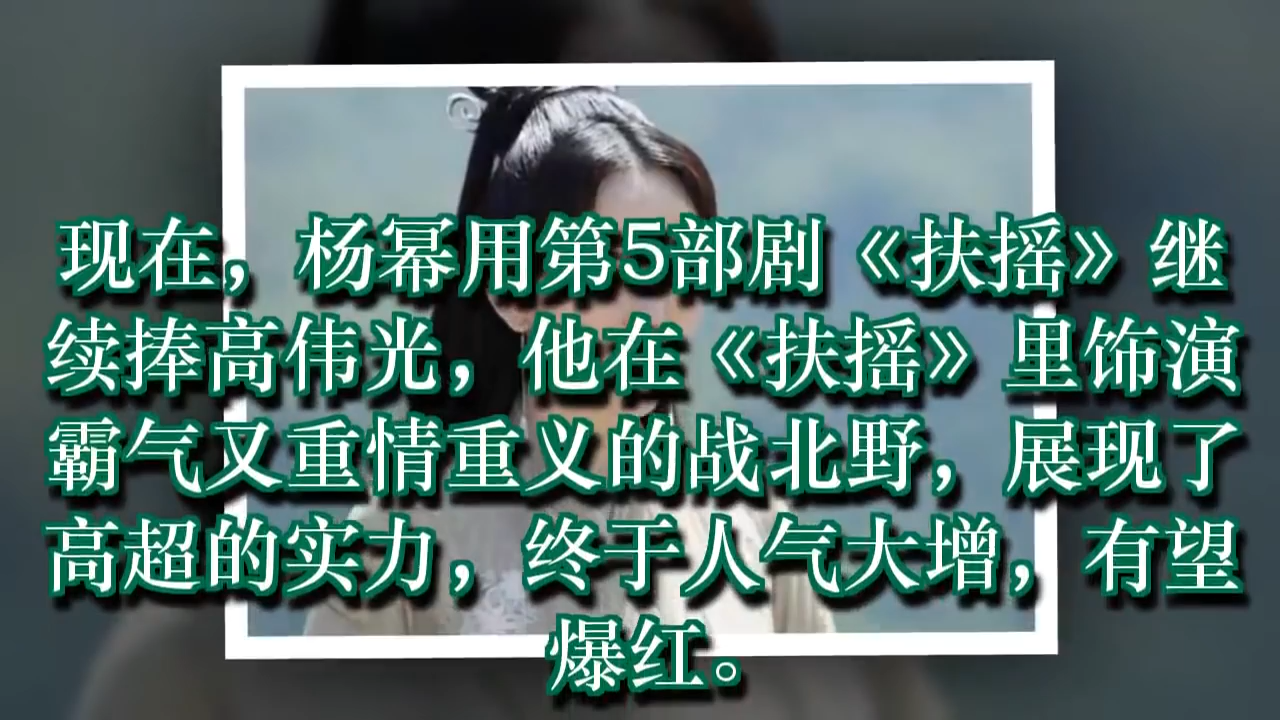 现在，杨幂用第5部剧《扶摇》继
续捧高伟光，他在《扶摇》里饰演
霸气又重情重义的战北野，展现了
高超的实力，终于人气大增，有望
爆红。